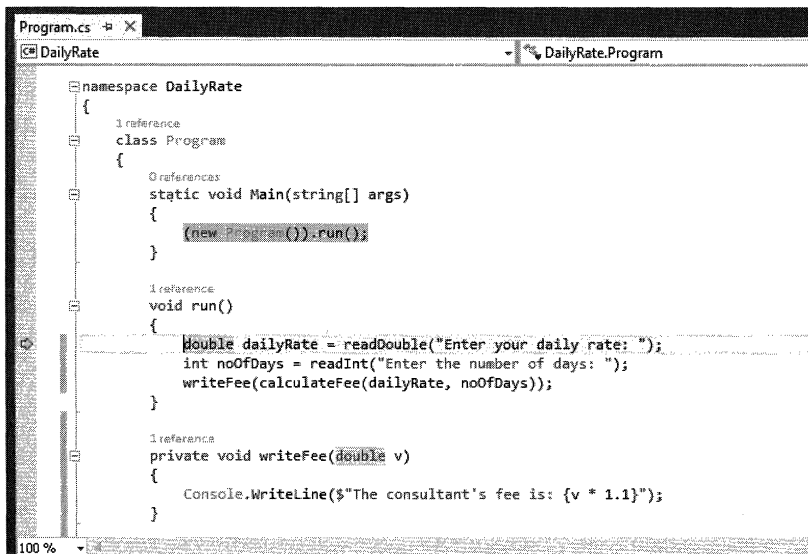 Program.cs
C# DailyRate DailyRate.Program
namespace DailyRate
{
1 reference
class Program
{
0 references
static void Main(string[] args)
{
(new Program()).run();
}
1 reference
void run()
{
double dailyRate = readDouble("Enter your daily rate: ");
int noOfDays = readInt("Enter the number of days: ");
writeFee(calculateFee(dailyRate, noOfDays));
}
1 reference
private void writeFee(double v)
{
Console.WriteLine($"The consultant's fee is: {v * 1.1}");
}
100 %